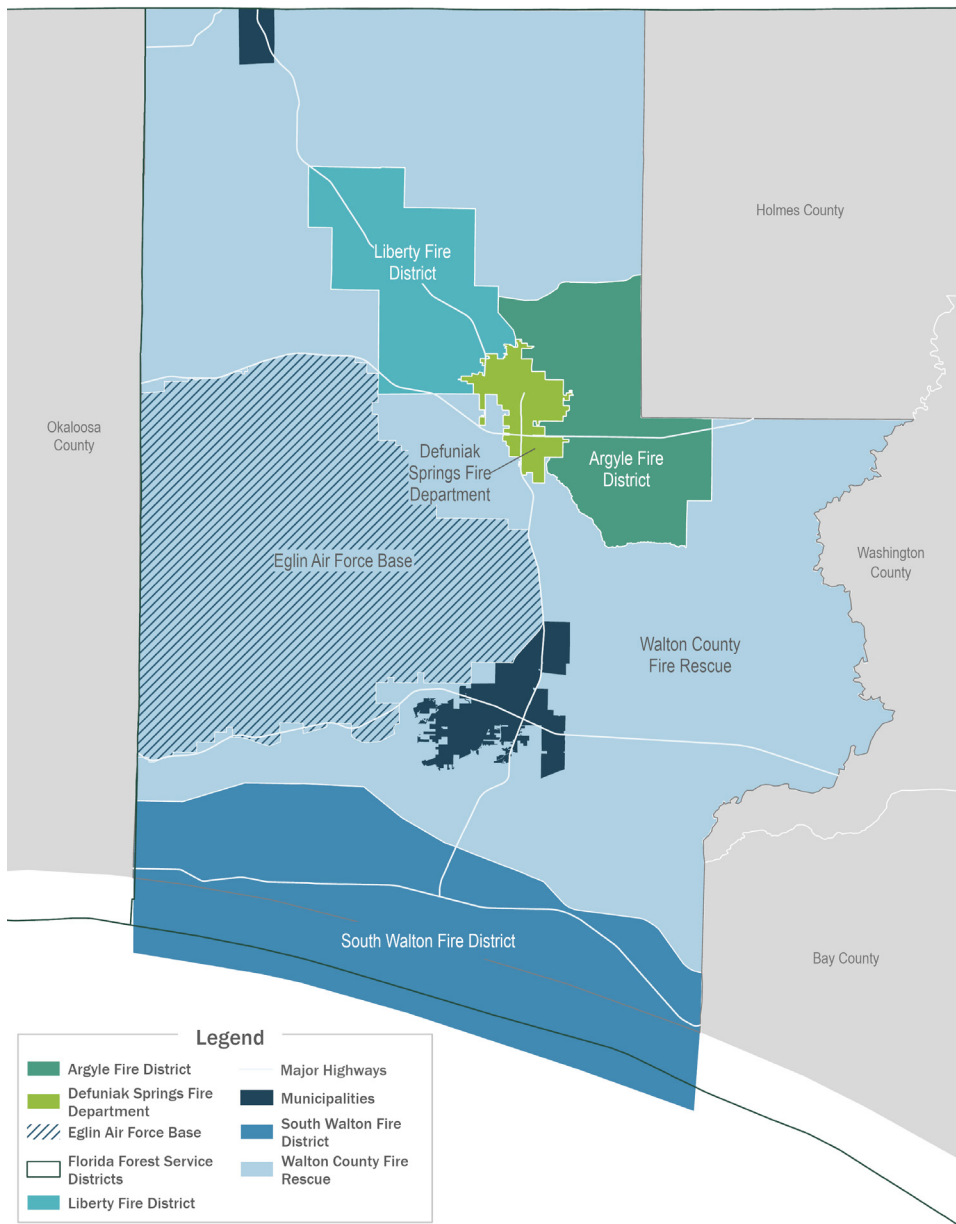 Holmes County
Liberty Fire
District
Okaloosa
County
Defuniak
Springs Fire
Department
Argyle Fire
District
Washington
County
Eglin Air Force Base
Walton County
Fire Rescue
South Walton Fire District
Bay County
Legend
Argyle Fire District
Defuniak Springs Fire
Department
Eglin Air Force Base
Florida Forest Service
Districts
Liberty Fire District
Major Highways
Municipalities
South Walton Fire
District
Walton County Fire
Rescue